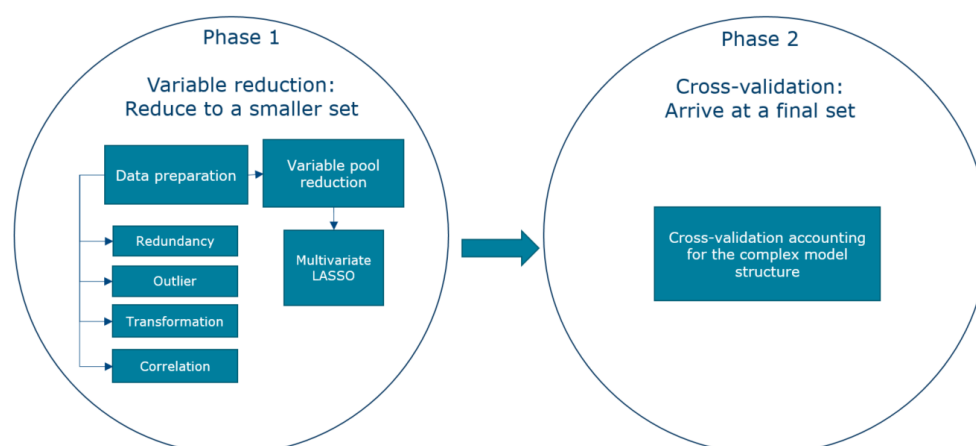 Phase 1
Variable reduction:
Reduce to a smaller set
Data preparation
Variable pool
reduction
Redundancy
Outlier
Transformation
Correlation
Multivariate
LASSO
Phase 2
Cross-validation:
Arrive at a final set
Cross-validation accounting
for the complex model
structure